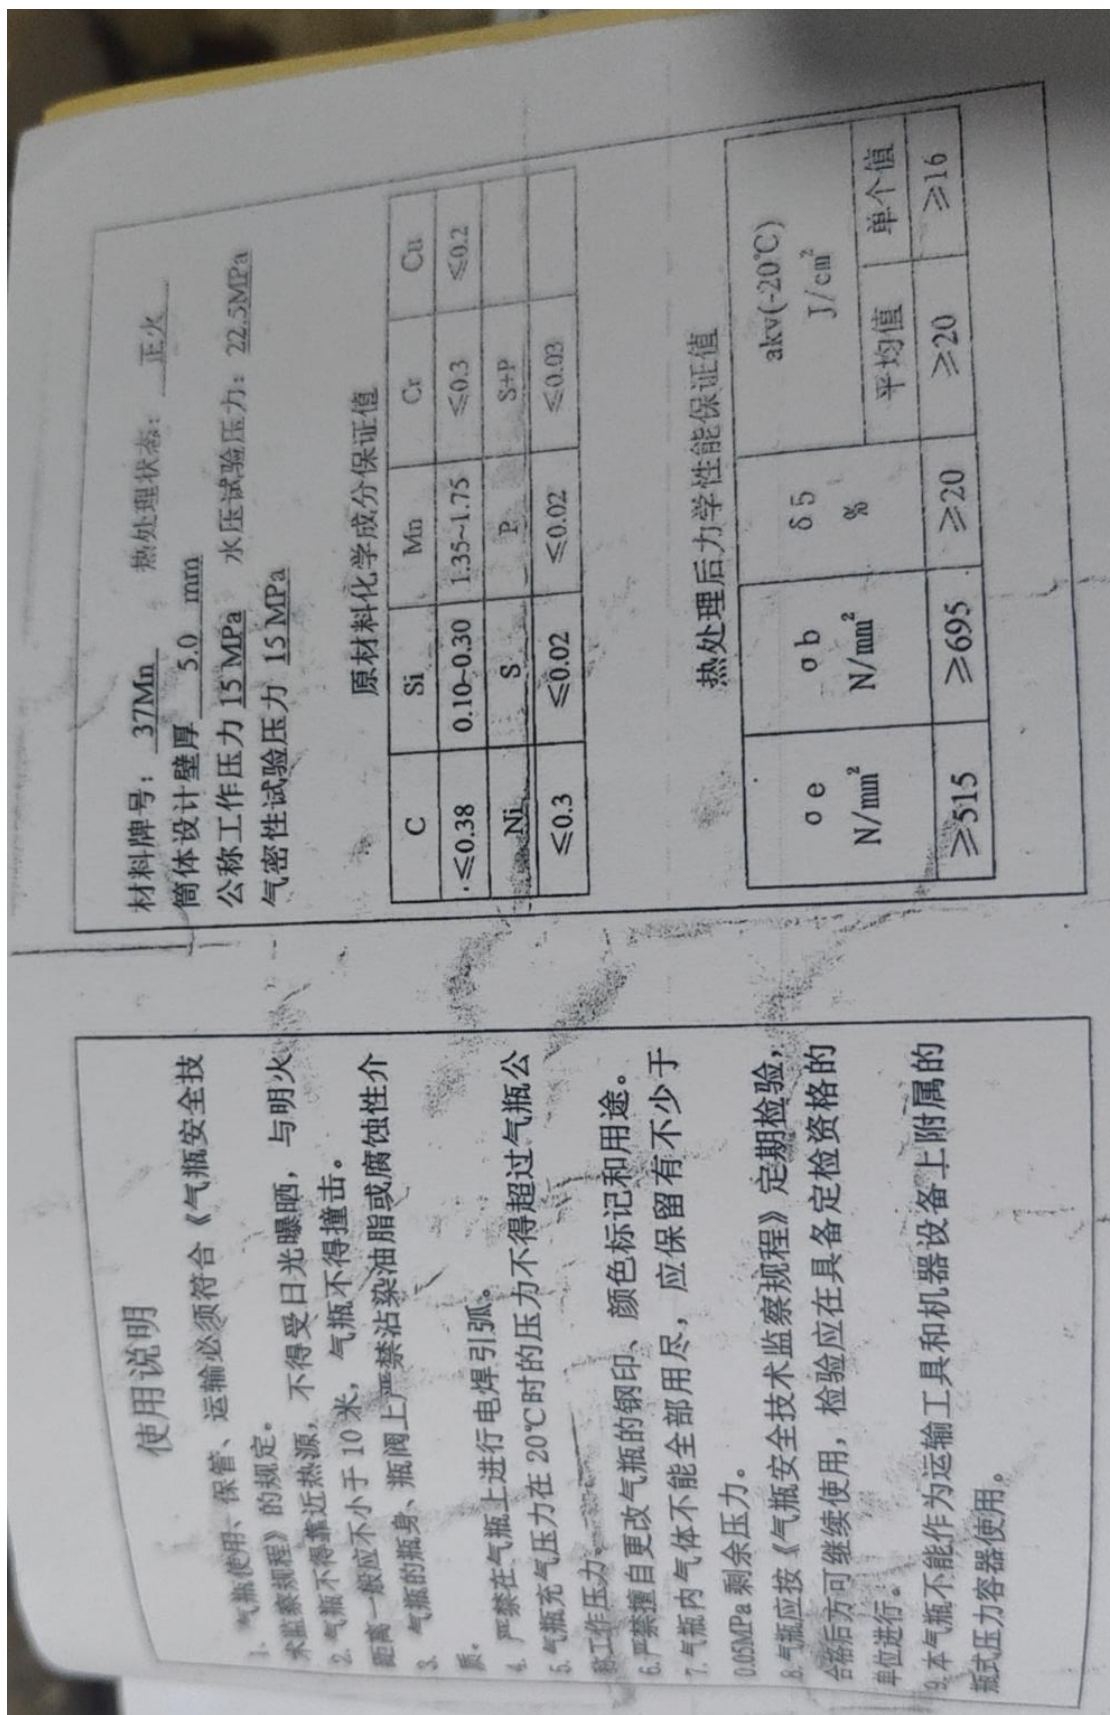 使用说明
1. 气瓶使用、保管、运输必须符合《气瓶安全技
术监察规程》的规定。
2. 气瓶不得靠近热源，不得受日光曝晒，与明火
距离一般应不小于 10 米，气瓶不得撞击。
3. 气瓶的瓶身、瓶阀上严禁沾染油脂或腐蚀性介
质。
4. 严禁在气瓶上进行电焊引弧。
5. 气瓶充气压力在 20℃时的压力不得超过气瓶公
称工作压力。
6. 严禁擅自更改气瓶的钢印、颜色标记和用途。
7. 气瓶内气体不能全部用尽，应保留有不少于
0.05MPa 剩余压力。
8. 气瓶应按《气瓶安全技术监察规程》定期检验，
合格后方可继续使用，检验应在具备定检资格的
单位进行。
9. 本气瓶不能作为运输工具和机器设备上附属的
瓶式压力容器使用。
材料牌号： 37Mn 热处理状态： 正火
筒体设计壁厚 5.0 mm
公称工作压力 15 MPa 水压试验压力：22.5MPa
气密性试验压力 15 MPa
原材料化学成分保证值
C Si Mn Cr Cu
≤0.38 0.10~0.30 1.35~1.75 ≤0.3 ≤0.2
Ni S P S+P
≤0.3 ≤0.02 ≤0.02 ≤0.03
热处理后力学性能保证值
σe σb δ5 akv(-20℃)
N/mm² N/mm² % J/cm²
平均值 单个值
≥515 ≥695 ≥20 ≥20 ≥16